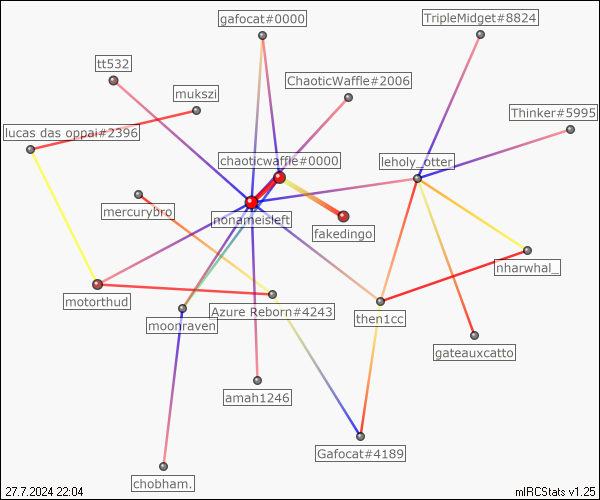 gafocat#0000
TripleMidget#8824
tt532
ChaoticWaffle#2006
mukszi
Thinker#5995
lucas das oppai#2396
chaoticwaffle#0000
leholy_otter
mercurybro
nonameisleft
fakedingo
nharwhal_
motorthud
Azure Reborn#4243
moonraven
then1cc
gateauxcatto
amah1246
Gafocat#4189
chobham.
27.7.2024 22:04
mIRCStats v1.25